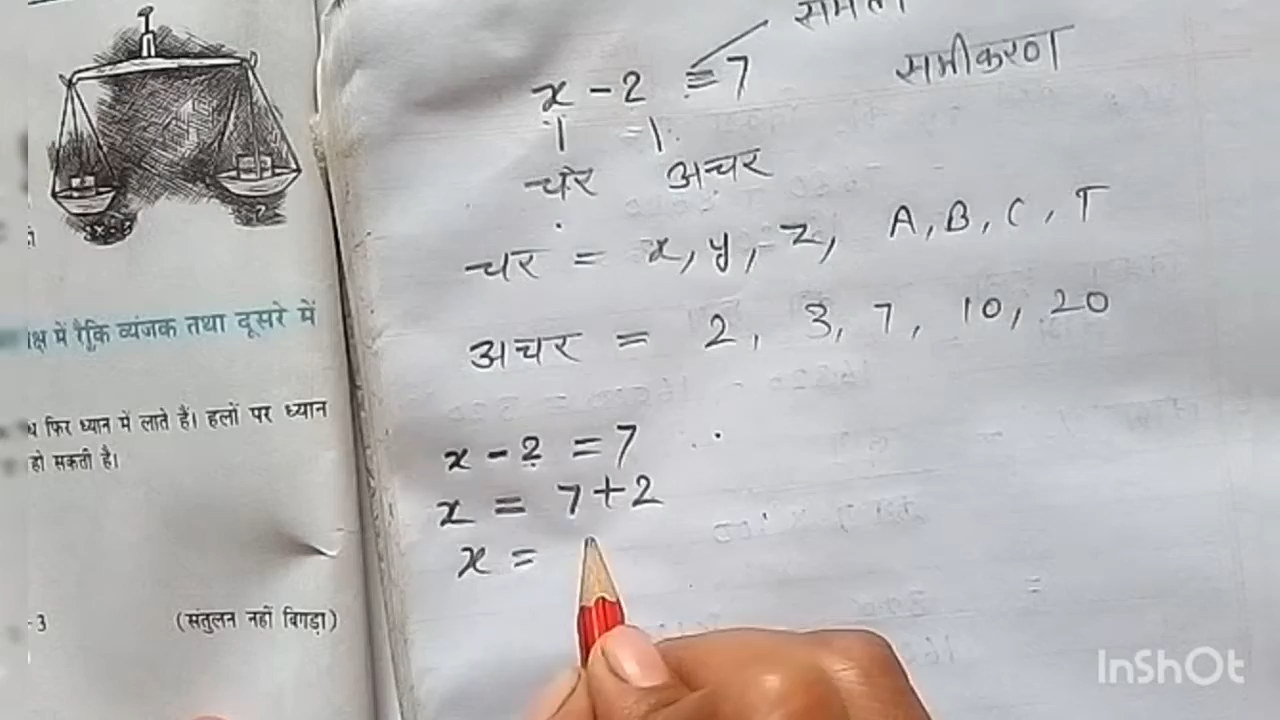 क्ष में रैखिक व्यंजक तथा दूसरे में
फिर ध्यान में लाते हैं। हलों पर ध्यान
हो सकती है।
-3 (संतुलन नहीं बिगड़ा)
x - 2 = 7
समीकरण
चर अचर
चर = x, y, z, A, B, C, T
अचर = 2, 3, 7, 10, 20
x - 2 = 7
x = 7 + 2
x =
InShOt